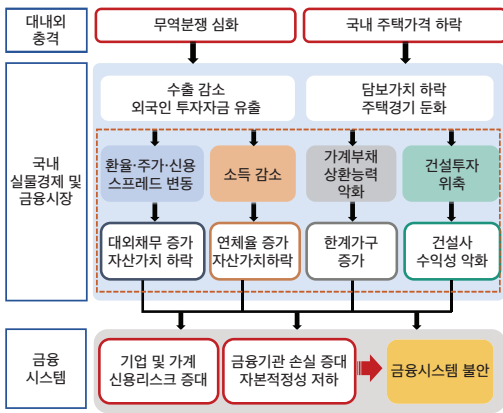 대내외
충격
무역분쟁 심화
국내 주택가격 하락
국내
실물경제 및
금융시장
수출 감소
외국인 투자자금 유출
담보가치 하락
주택경기 둔화
환율·주가·신용
스프레드 변동
소득 감소
가계부채
상환능력
악화
건설투자
위축
대외채무 증가
자산가치 하락
연체율 증가
자산가치하락
한계가구
증가
건설사
수익성 악화
금융
시스템
기업 및 가계
신용리스크 증대
금융기관 손실 증대
자본적정성 저하
금융시스템 불안